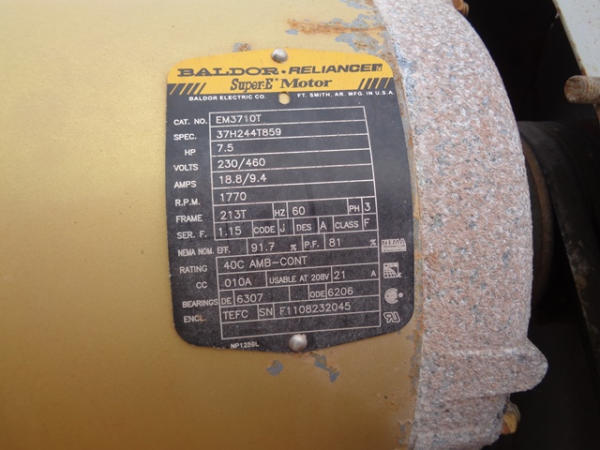 BALDOR • RELIANCE
Super-E Motor
BALDOR ELECTRIC CO. FT. SMITH, AR. MFG. IN U.S.A.
CAT. NO. EM3710T
SPEC. 37H244T859
HP 7.5
VOLTS 230/460
AMPS 18.8/9.4
R.P.M. 1770
FRAME 213T HZ 60 PH 3
SER. F. 1.15 CODE J DES A CLASS F
NEMA NOM. EFF. 91.7 % P.F. 81 %
NEMA
RATING 40C AMB-CONT
CC 010A USABLE AT 208V 21 A
BEARINGS DE 6307 ODE 6206
ENCL. TEFC SN F1108232045
NP1256L